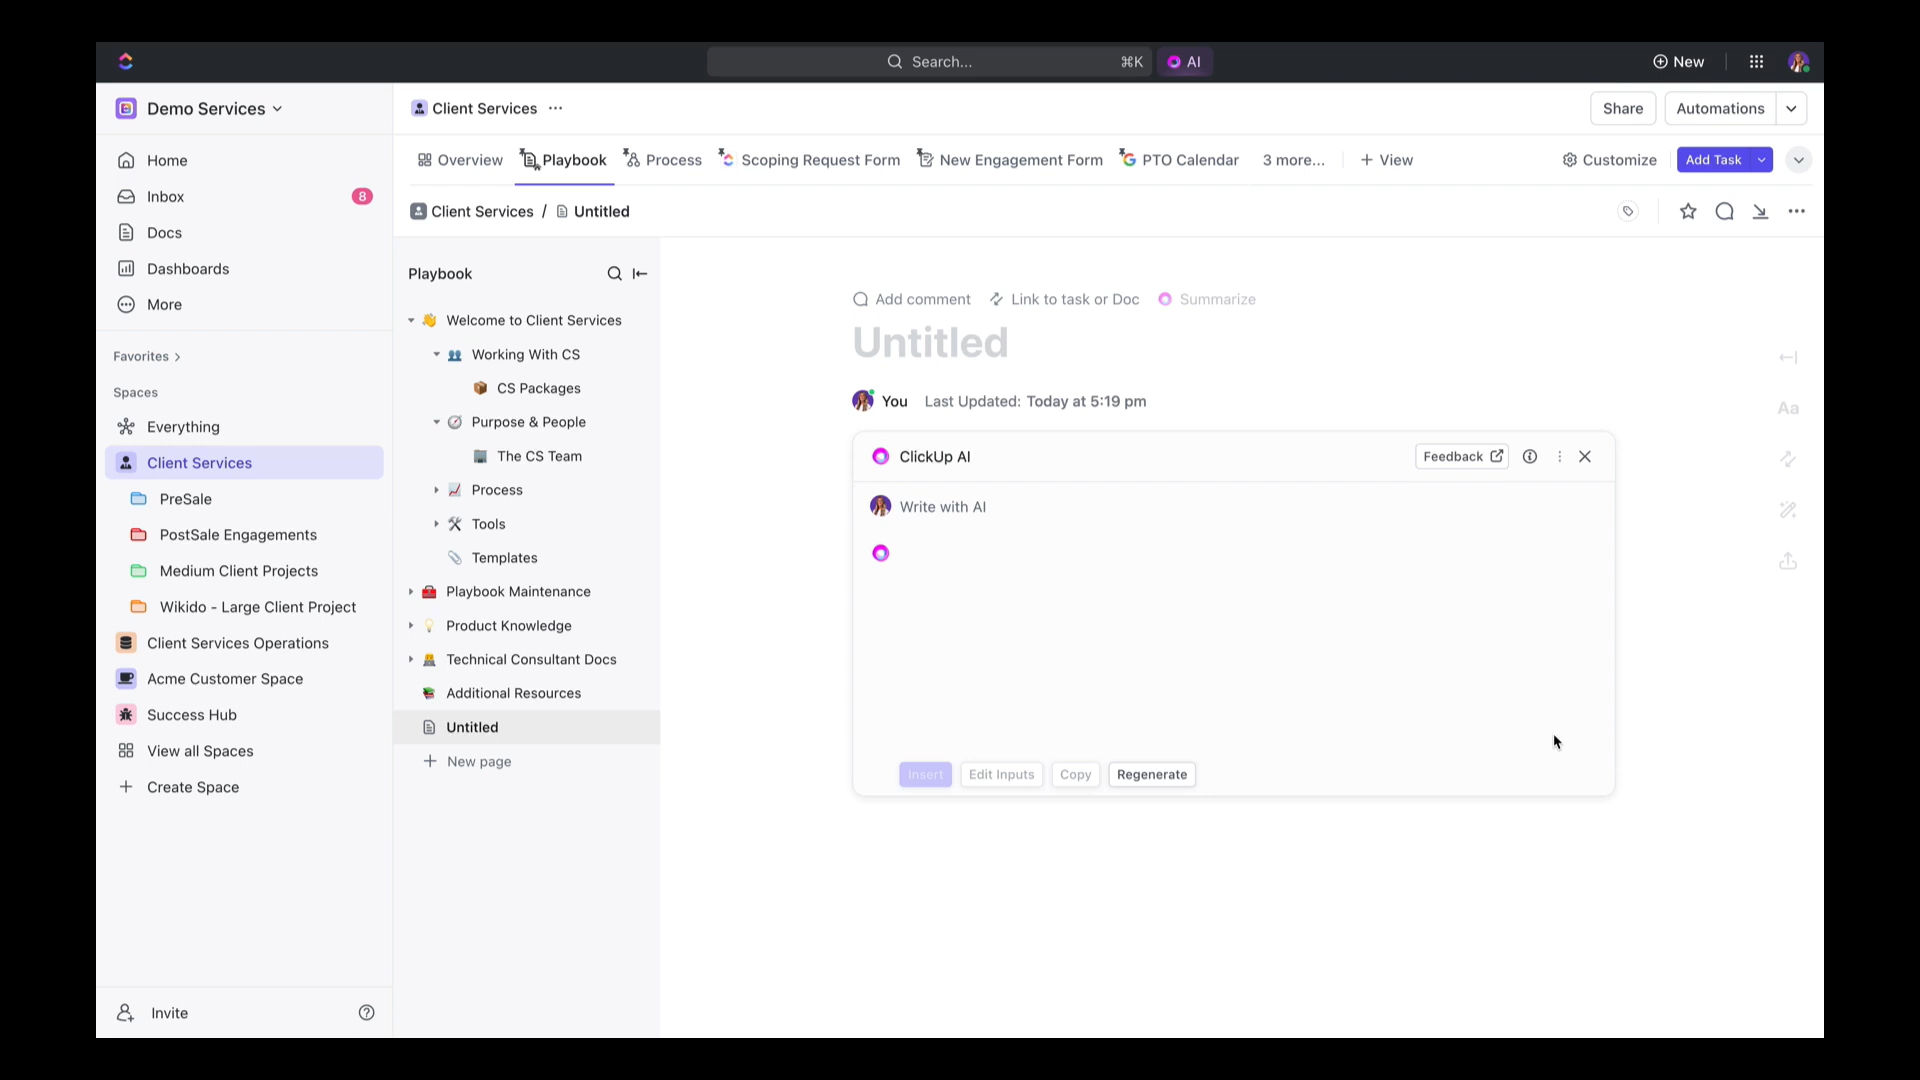 Search... ⌘K AI New
Demo Services
Client Services ... Share Automations
Home
Inbox 8
Docs
Dashboards
More
Favorites
Spaces
Everything
Client Services
PreSale
PostSale Engagements
Medium Client Projects
Wikido - Large Client Project
Client Services Operations
Acme Customer Space
Success Hub
View all Spaces
+ Create Space
Invite
Overview Playbook Process Scoping Request Form New Engagement Form PTO Calendar 3 more... + View Customize Add Task
Client Services / Untitled
Playbook
Welcome to Client Services
Working With CS
CS Packages
Purpose & People
The CS Team
Process
Tools
Templates
Playbook Maintenance
Product Knowledge
Technical Consultant Docs
Additional Resources
Untitled
+ New page
Add comment Link to task or Doc Summarize
Untitled
You Last Updated: Today at 5:19 pm
ClickUp AI Feedback
Write with AI
Insert Edit Inputs Copy Regenerate
Aa